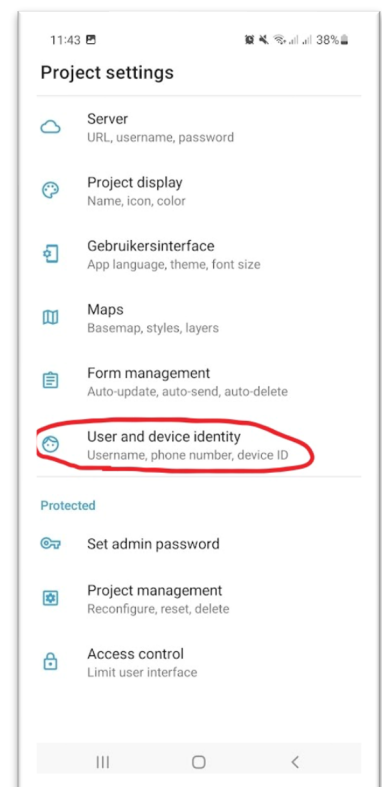 11:43 38%
Project settings
Server
URL, username, password
Project display
Name, icon, color
Gebruikersinterface
App language, theme, font size
Maps
Basemap, styles, layers
Form management
Auto-update, auto-send, auto-delete
User and device identity
Username, phone number, device ID
Protected
Set admin password
Project management
Reconfigure, reset, delete
Access control
Limit user interface